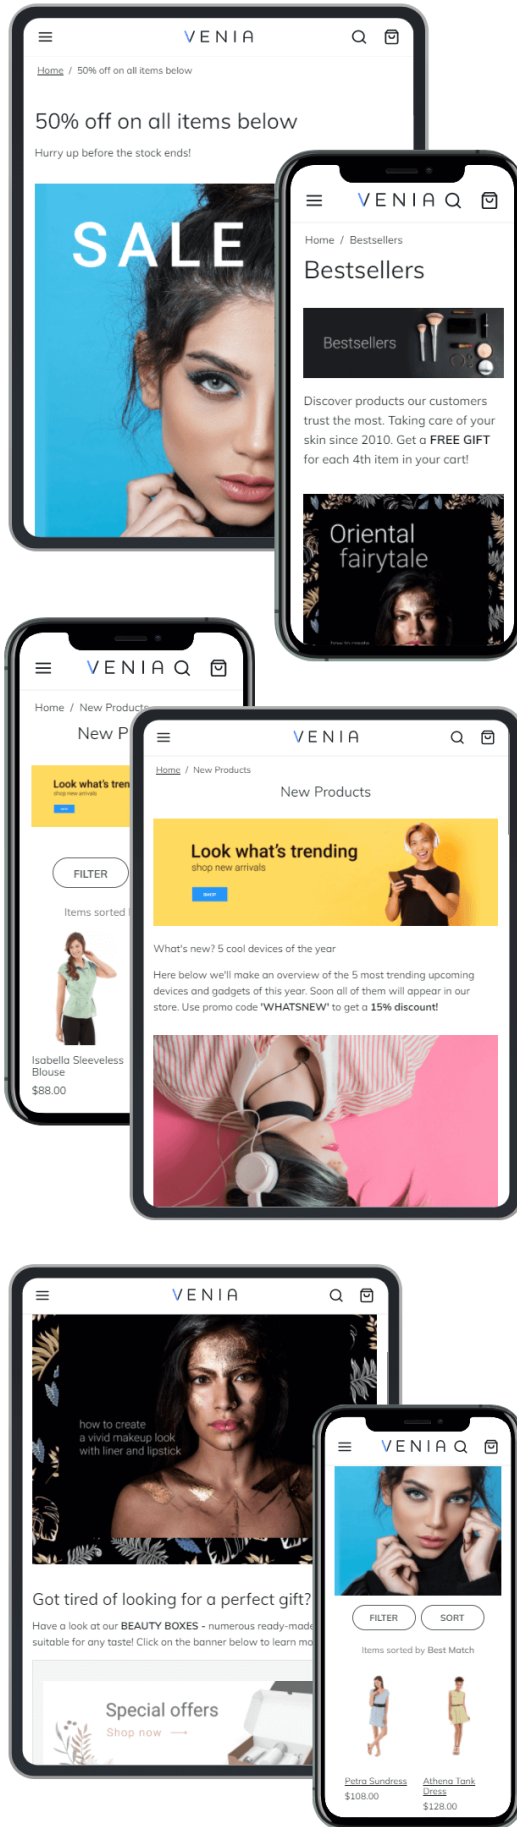 VENIA
Home / 50% off on all items below
50% off on all items below
Hurry up before the stock ends!
SALE
VENIA
Home / Bestsellers
Bestsellers
Bestsellers
Discover products our customers
trust the most. Taking care of your
skin since 2010. Get a FREE GIFT
for each 4th item in your cart!
Oriental
fairytale
how to create
VENIA
Home / New Products
New P
Look what's tren
shop new arrivals
FILTER
Items sorted
Isabella Sleeveless
Blouse
$88.00
VENIA
Home / New Products
New Products
Look what's trending
shop new arrivals
SHOP
What's new? 5 cool devices of the year
Here below we'll make an overview of the 5 most trending upcoming
devices and gadgets of this year. Soon all of them will appear in our
store. Use promo code 'WHATSNEW' to get a 15% discount!
VENIA
how to create
a vivid makeup look
with liner and lipstick
Got tired of looking for a perfect gift?
Have a look at our BEAUTY BOXES - numerous ready-made
suitable for any taste! Click on the banner below to learn mo
Special offers
Shop now
VENIA
FILTER
SORT
Items sorted by Best Match
Petra Sundress
$108.00
Athena Tank
Dress
$128.00